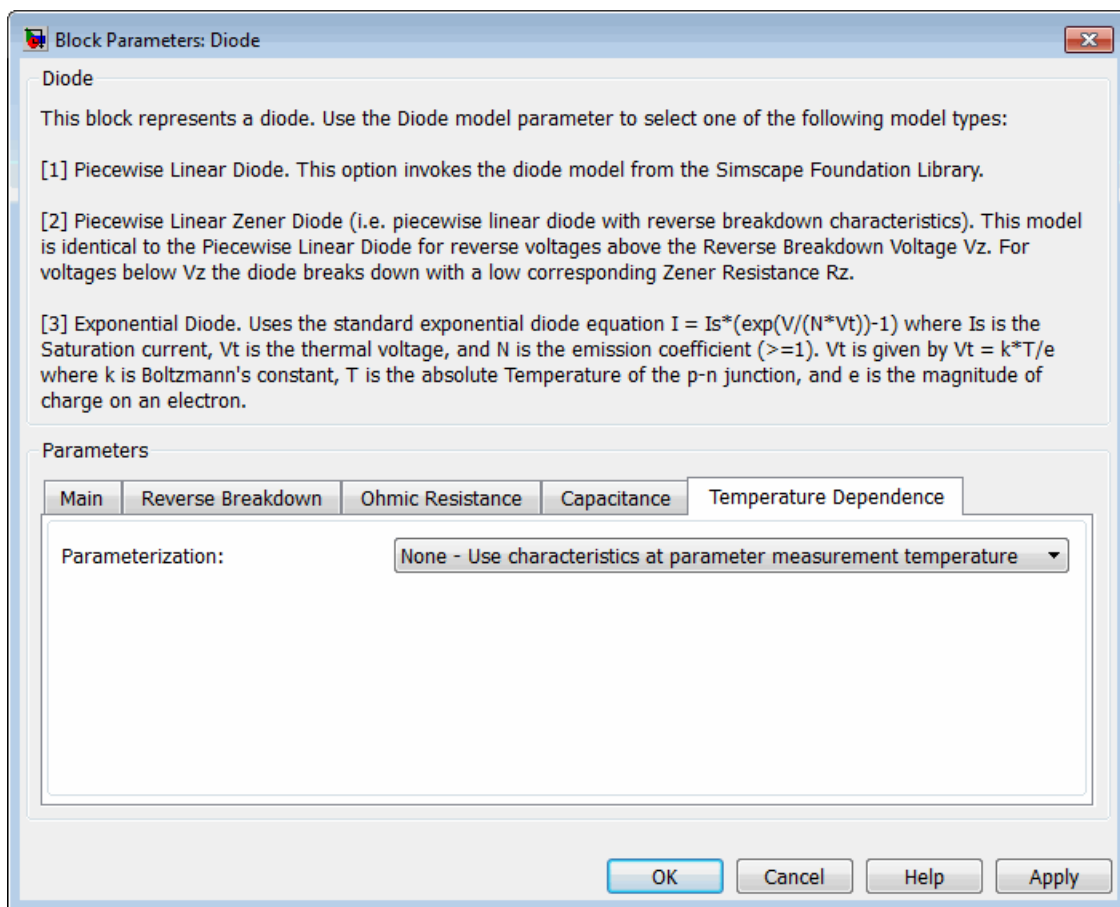 Block Parameters: Diode
Diode
This block represents a diode. Use the Diode model parameter to select one of the following model types:
[1] Piecewise Linear Diode. This option invokes the diode model from the Simscape Foundation Library.
[2] Piecewise Linear Zener Diode (i.e. piecewise linear diode with reverse breakdown characteristics). This model
is identical to the Piecewise Linear Diode for reverse voltages above the Reverse Breakdown Voltage Vz. For
voltages below Vz the diode breaks down with a low corresponding Zener Resistance Rz.
[3] Exponential Diode. Uses the standard exponential diode equation I = Is*(exp(V/(N*Vt))-1) where Is is the
Saturation current, Vt is the thermal voltage, and N is the emission coefficient (>=1). Vt is given by Vt = k*T/e
where k is Boltzmann's constant, T is the absolute Temperature of the p-n junction, and e is the magnitude of
charge on an electron.
Parameters
Main Reverse Breakdown Ohmic Resistance Capacitance Temperature Dependence
Parameterization: None - Use characteristics at parameter measurement temperature
OK Cancel Help Apply